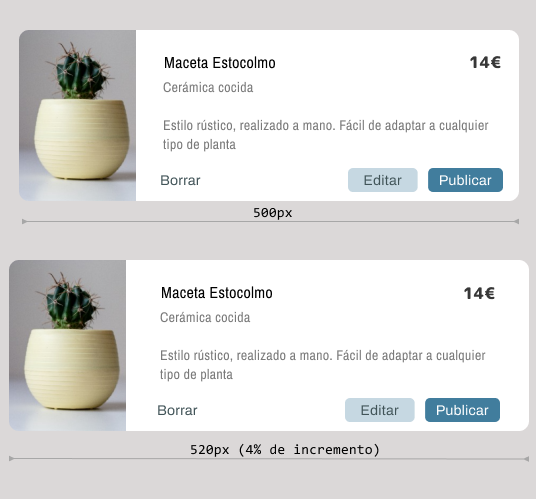 Maceta Estocolmo 14€
Cerámica cocida
Estilo rústico, realizado a mano. Fácil de adaptar a cualquier
tipo de planta
Borrar Editar Publicar
500px
Maceta Estocolmo 14€
Cerámica cocida
Estilo rústico, realizado a mano. Fácil de adaptar a cualquier
tipo de planta
Borrar Editar Publicar
520px (4% de incremento)